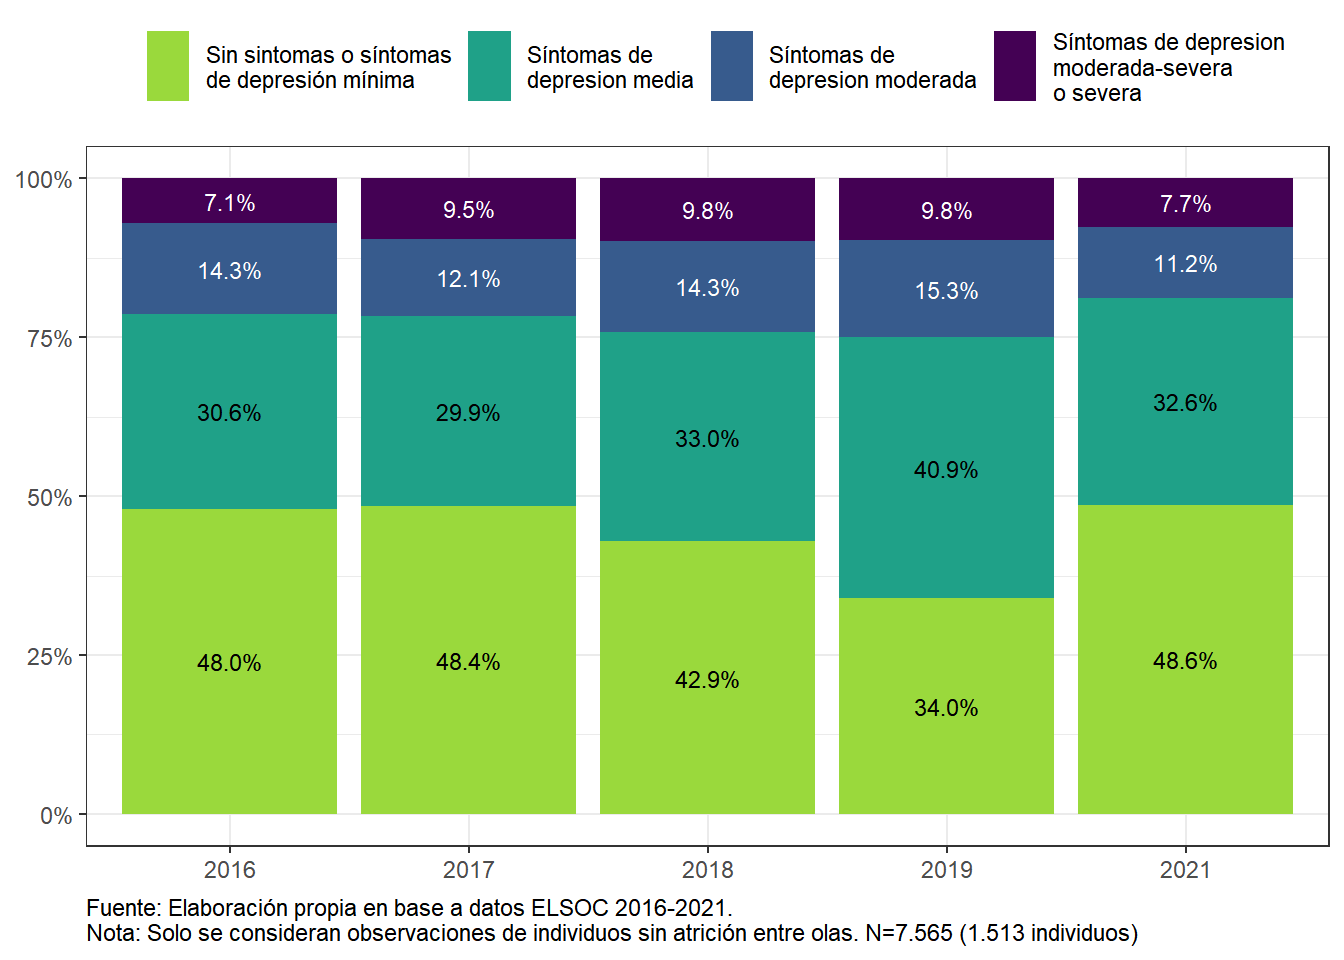 Sin sintomas o síntomas
de depresión mínima
Síntomas de
depresion media
Síntomas de
depresion moderada
Síntomas de depresion
moderada-severa
o severa
100%
75%
50%
25%
0%
7.1%
9.5%
9.8%
9.8%
7.7%
14.3%
12.1%
14.3%
15.3%
11.2%
30.6%
29.9%
33.0%
40.9%
32.6%
48.0%
48.4%
42.9%
34.0%
48.6%
2016
2017
2018
2019
2021
Fuente: Elaboración propia en base a datos ELSOC 2016-2021.
Nota: Solo se consideran observaciones de individuos sin atrición entre olas. N=7.565 (1.513 individuos)